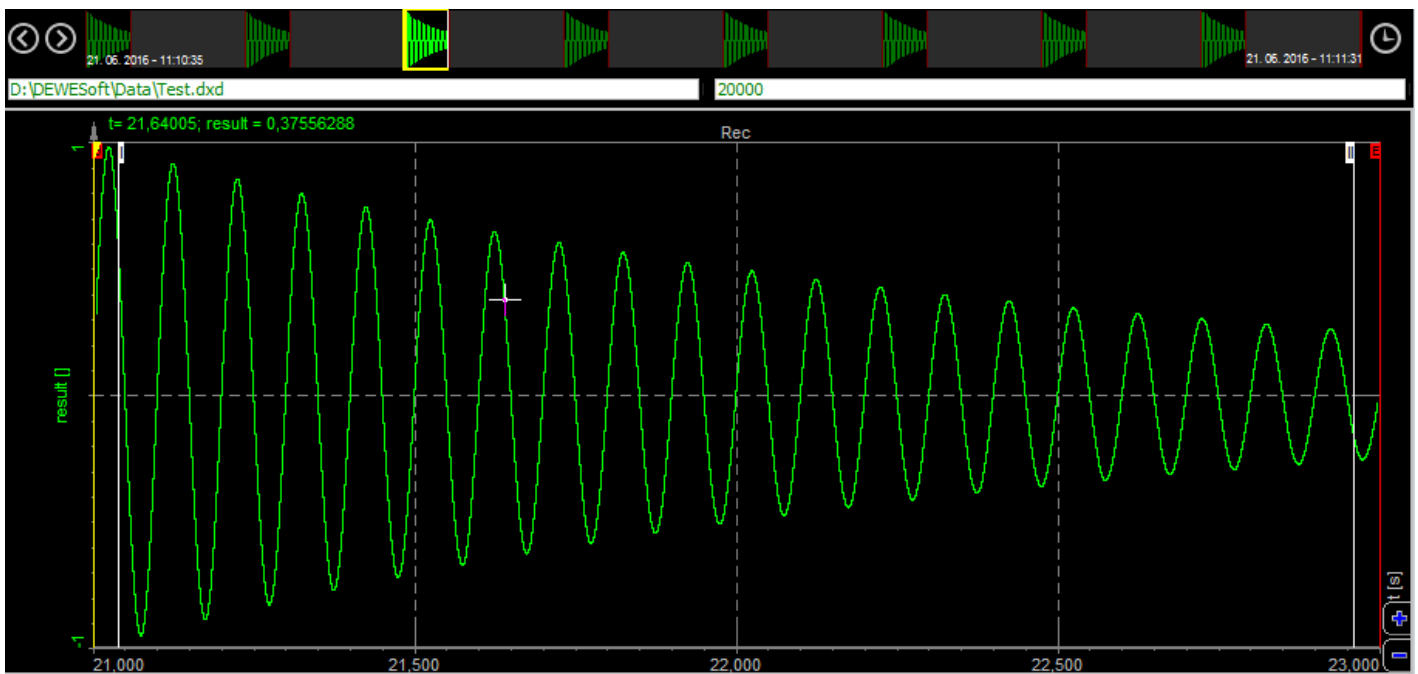 21. 06. 2016 - 11:10:35
21. 06. 2016 - 11:11:31
D:\DEWESoft\Data\Test.dxd
20000
t= 21,64005; result = 0,37556288
Rec
1
I
II
E
result []
-1
t [s]
21,000
21,500
22,000
22,500
23,000